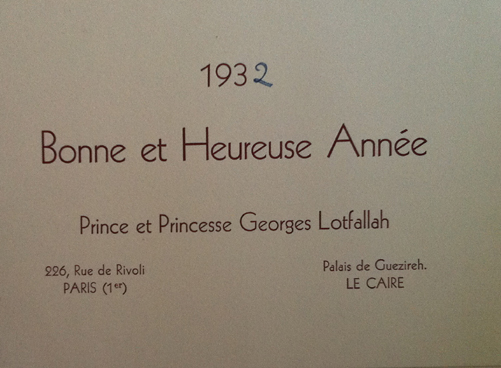 1932
Bonne et Heureuse Année
Prince et Princesse Georges Lotfallah
226, Rue de Rivoli
PARIS (1er)
Palais de Guezireh.
LE CAIRE